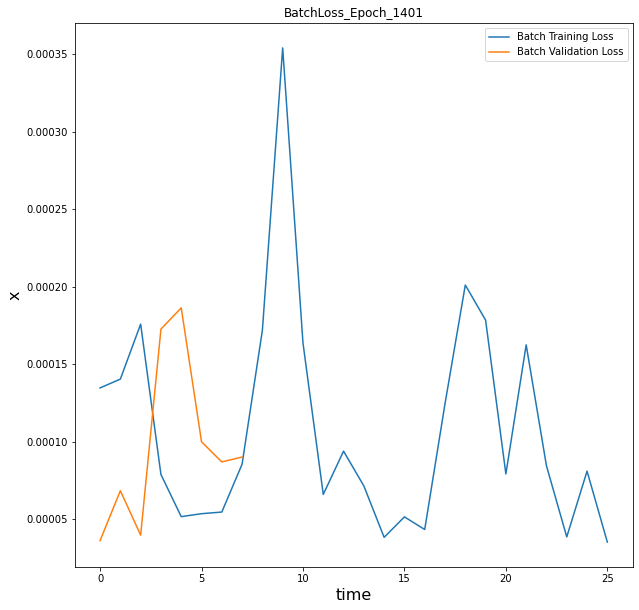 BatchLoss_Epoch_1401
Batch Training Loss
Batch Validation Loss
0.00035
0.00030
0.00025
0.00020
0.00015
0.00010
0.00005
x
0 5 10 15 20 25
time